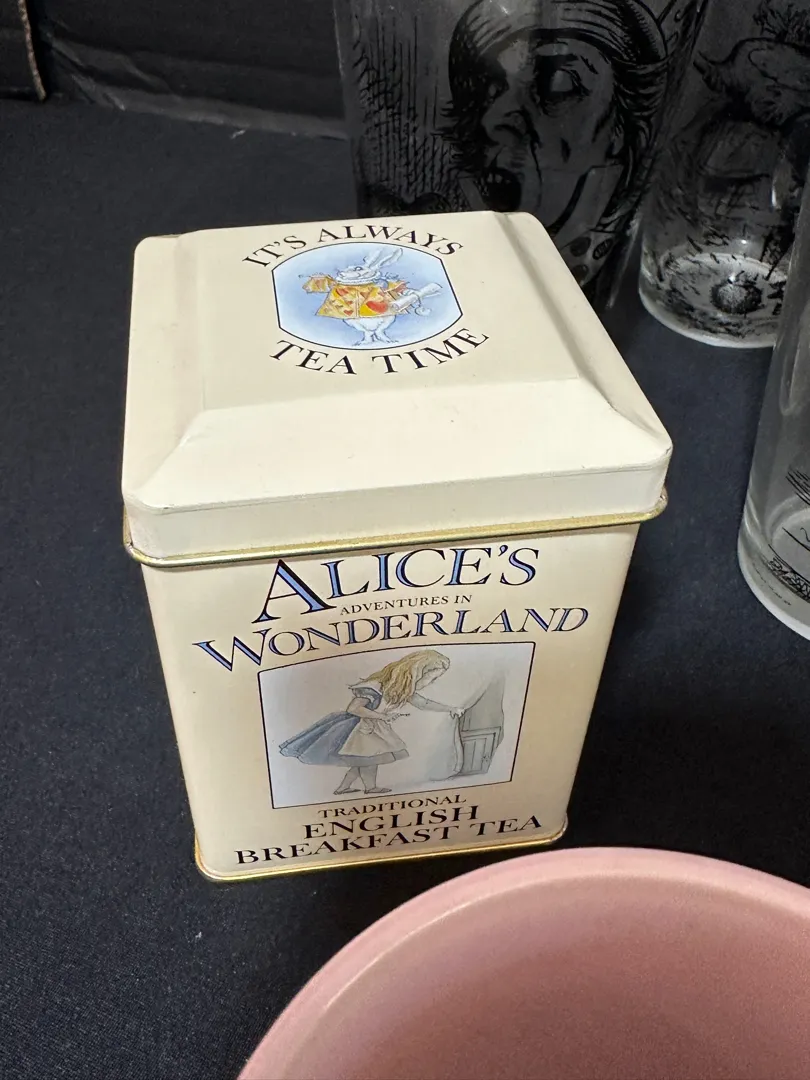 IT'S ALWAYS
TEA TIME
ALICE'S
ADVENTURES IN
WONDERLAND
TRADITIONAL
ENGLISH
BREAKFAST TEA